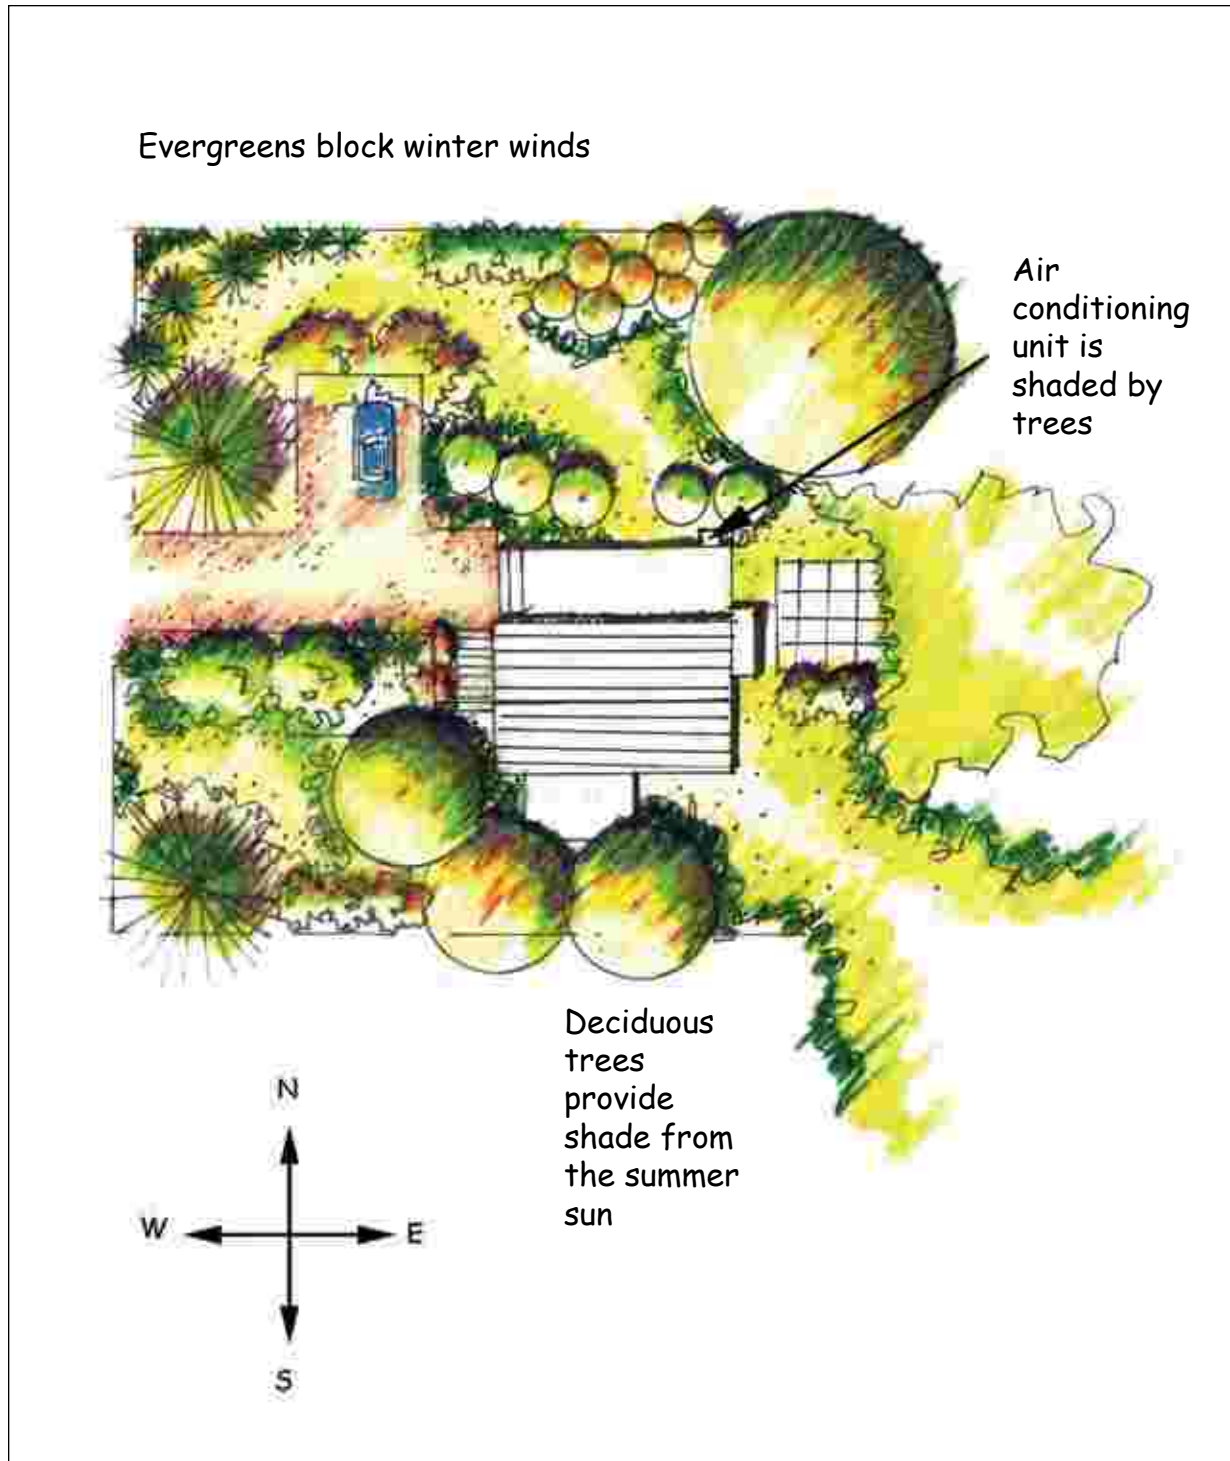 Evergreens block winter winds
Air
conditioning
unit is
shaded by
trees
Deciduous
trees
provide
shade from
the summer
sun
N
W
E
S